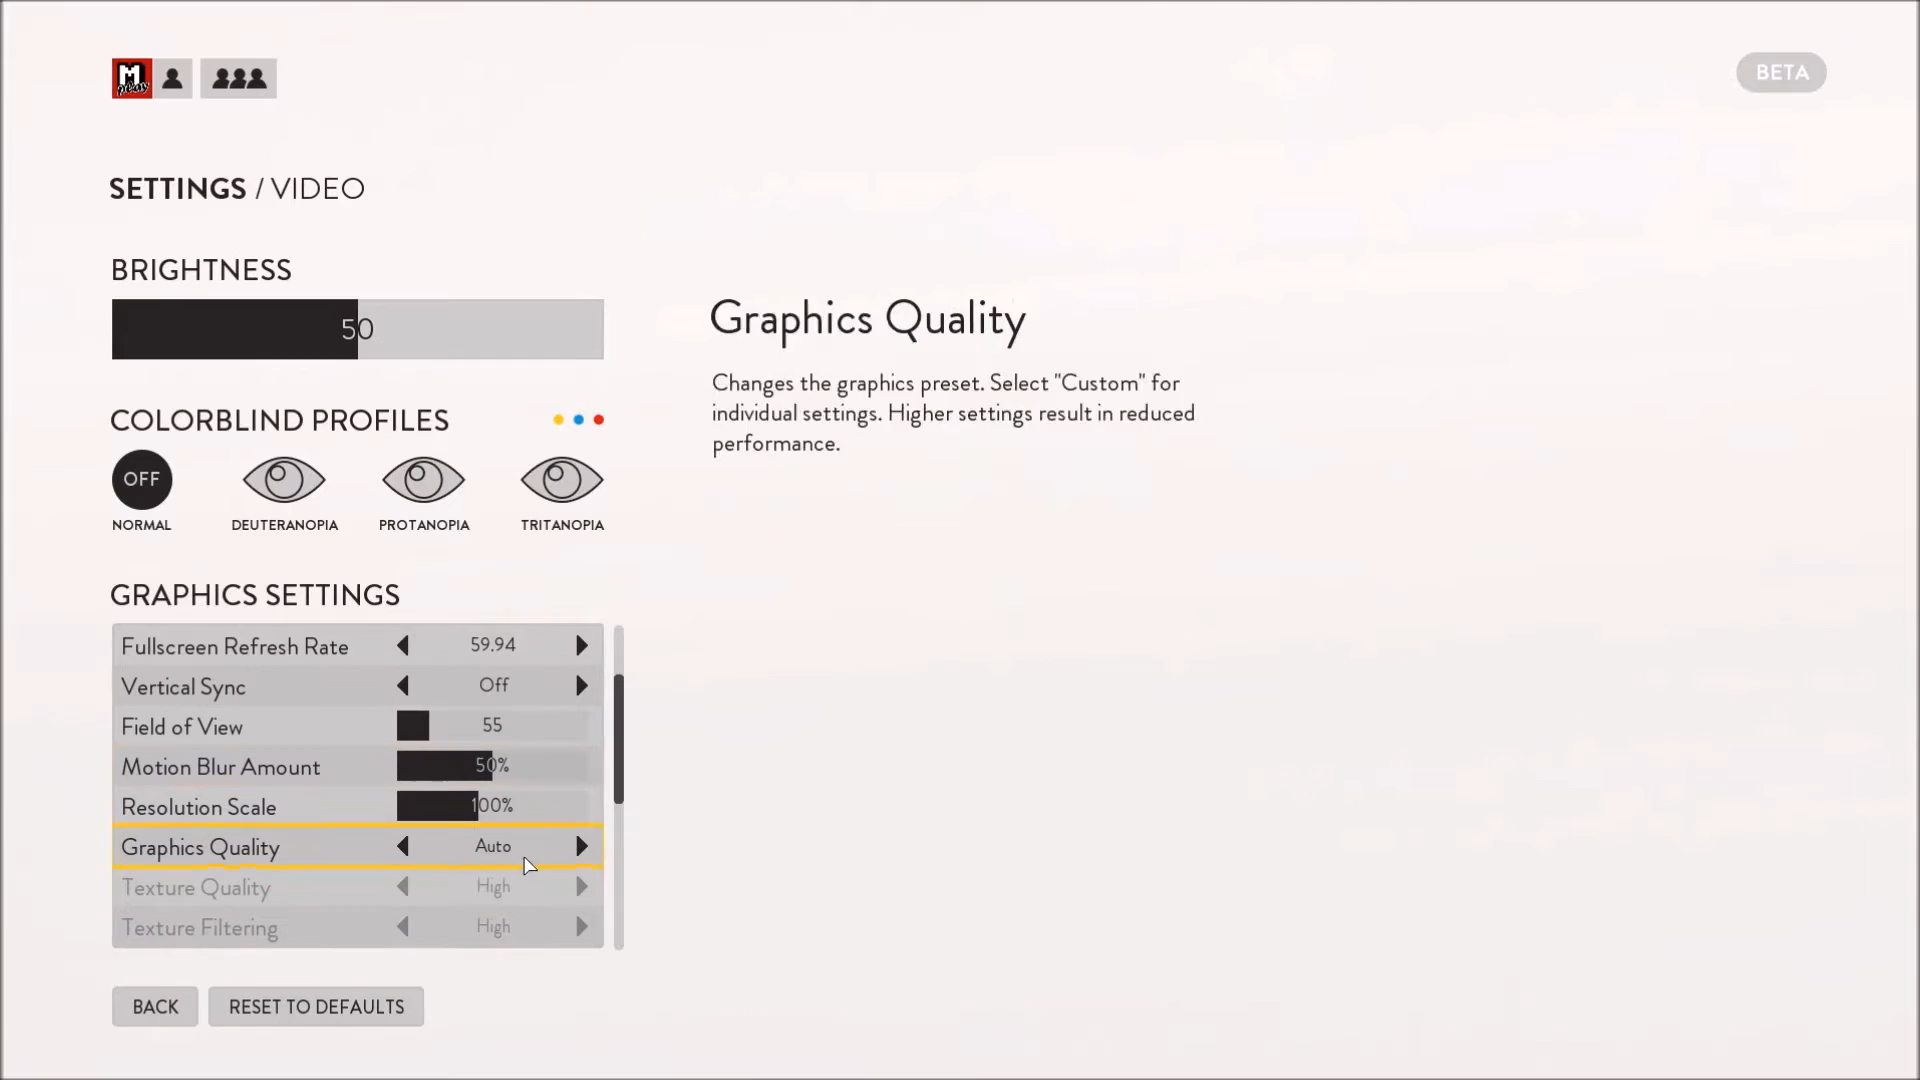 M
play
BETA
SETTINGS / VIDEO
BRIGHTNESS
50
COLORBLIND PROFILES
OFF
NORMAL
DEUTERANOPIA
PROTANOPIA
TRITANOPIA
GRAPHICS SETTINGS
Fullscreen Refresh Rate 59.94
Vertical Sync Off
Field of View 55
Motion Blur Amount 50%
Resolution Scale 100%
Graphics Quality Auto
Texture Quality High
Texture Filtering High
BACK
RESET TO DEFAULTS
Graphics Quality
Changes the graphics preset. Select "Custom" for
individual settings. Higher settings result in reduced
performance.